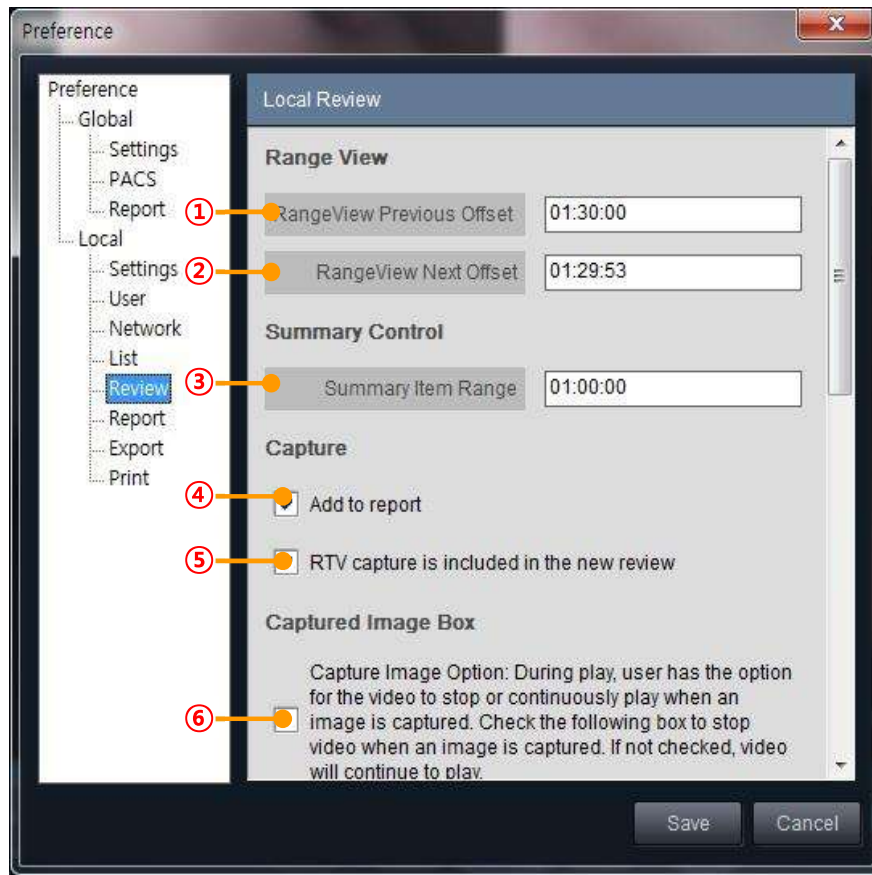 Preference
Preference
Global
Settings
PACS
Report
Local
Settings
User
Network
List
Review
Report
Export
Print
Local Review
Range View
① RangeView Previous Offset 01:30:00
② RangeView Next Offset 01:29:53
Summary Control
③ Summary Item Range 01:00:00
Capture
④ Add to report
⑤ RTV capture is included in the new review
Captured Image Box
Capture Image Option: During play, user has the option
for the video to stop or continuously play when an
⑥ image is captured. Check the following box to stop
video when an image is captured. If not checked, video
will continue to play.
Save Cancel